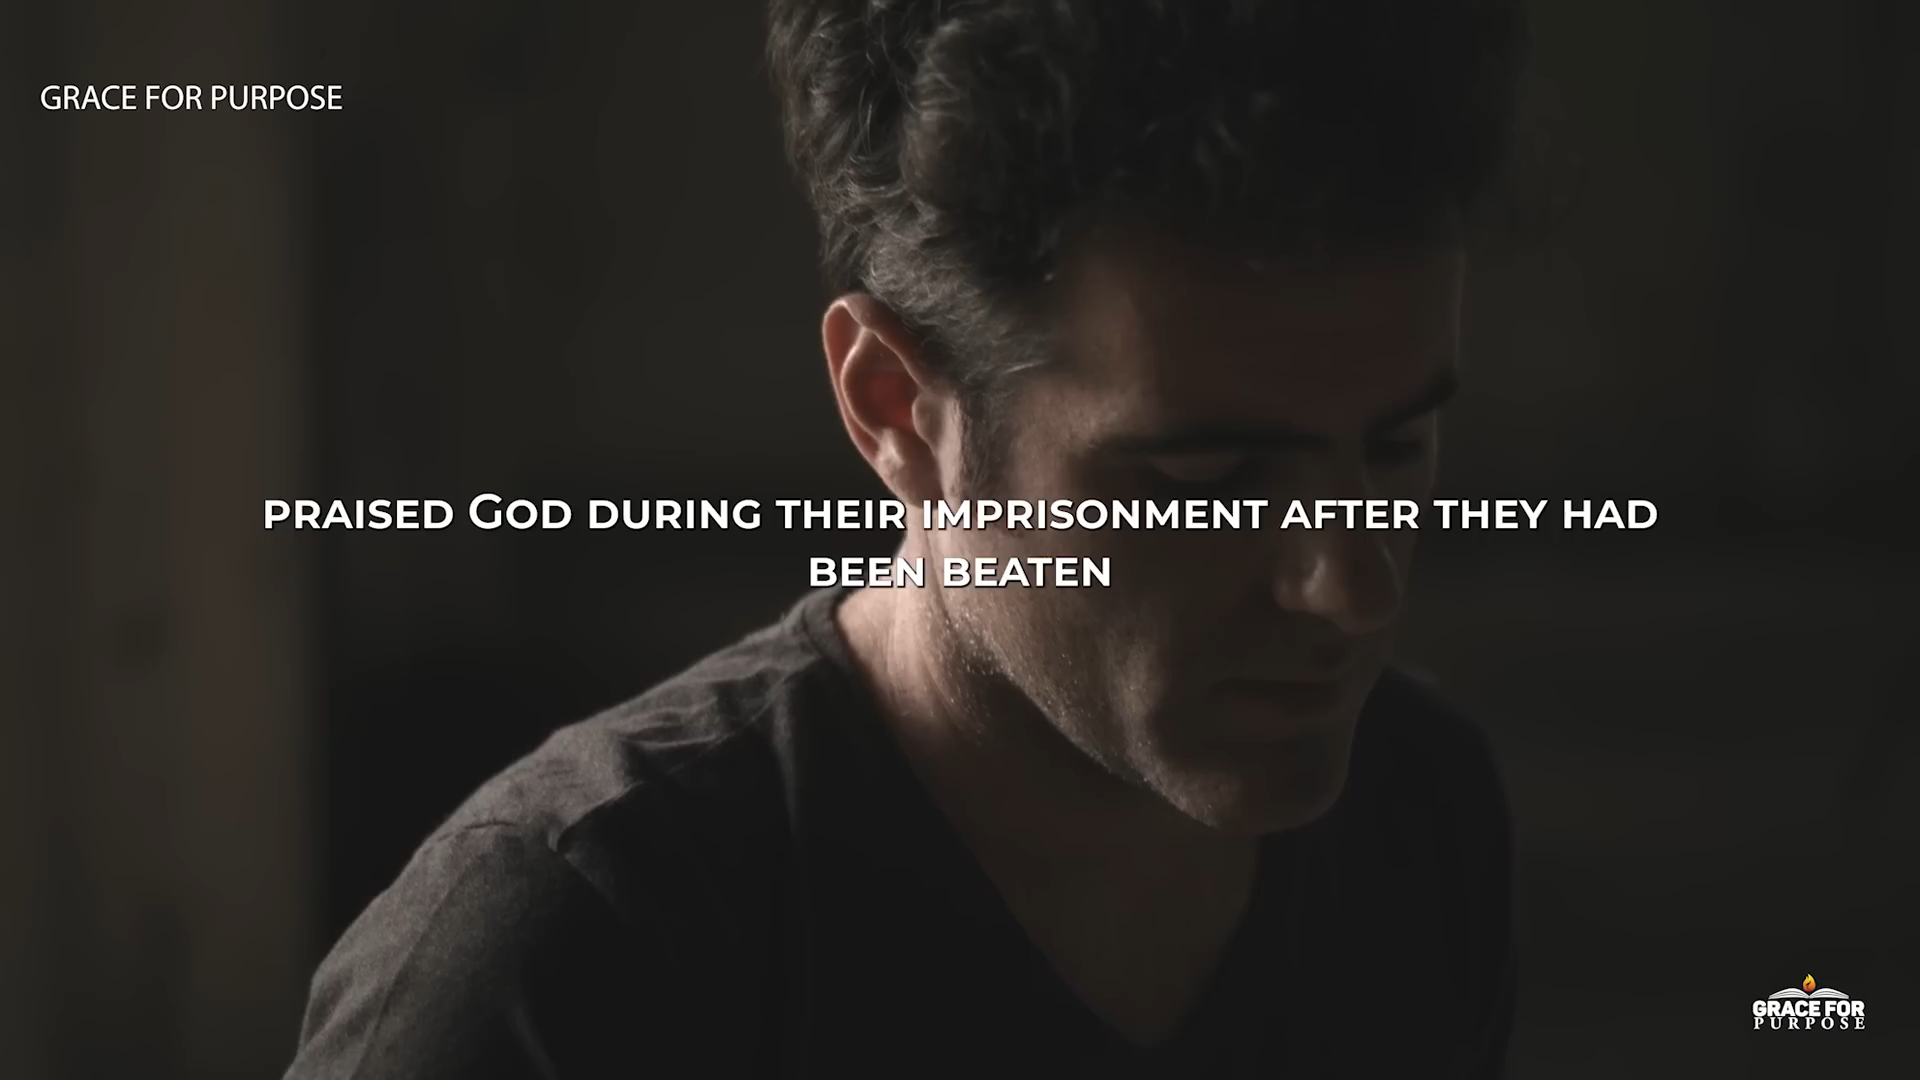 GRACE FOR PURPOSE
PRAISED GOD DURING THEIR IMPRISONMENT AFTER THEY HAD
BEEN BEATEN
GRACE FOR
PURPOSE